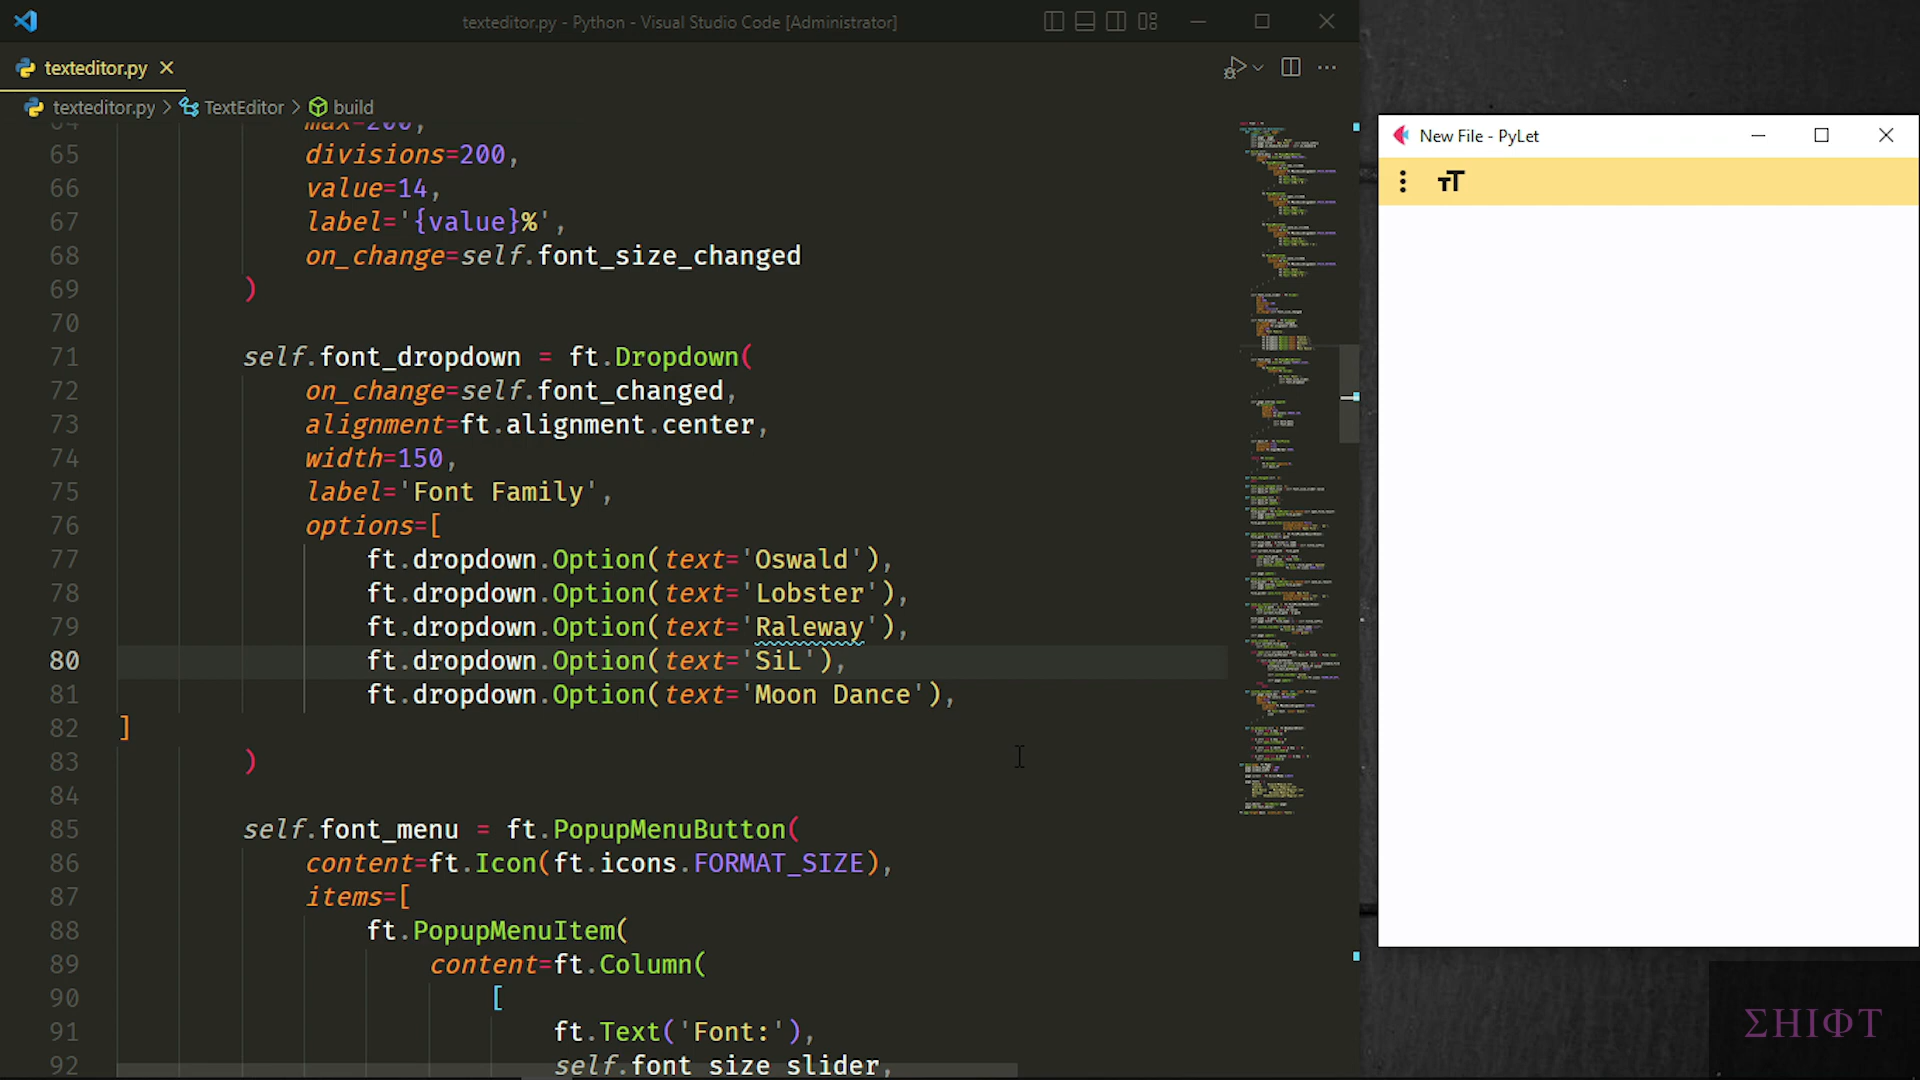 texteditor.py - Python - Visual Studio Code [Administrator]
texteditor.py
texteditor.py > TextEditor > build
64 max=200,
65 divisions=200,
66 value=14,
67 label='{value}%',
68 on_change=self.font_size_changed
69 )
70
71 self.font_dropdown = ft.Dropdown(
72 on_change=self.font_changed,
73 alignment=ft.alignment.center,
74 width=150,
75 label='Font Family',
76 options=[
77 ft.dropdown.Option(text='Oswald'),
78 ft.dropdown.Option(text='Lobster'),
79 ft.dropdown.Option(text='Raleway'),
80 ft.dropdown.Option(text='SiL'),
81 ft.dropdown.Option(text='Moon Dance'),
82 ]
83 )
84
85 self.font_menu = ft.PopupMenuButton(
86 content=ft.Icon(ft.icons.FORMAT_SIZE),
87 items=[
88 ft.PopupMenuItem(
89 content=ft.Column(
90 [
91 ft.Text('Font:'),
92 self.font_size_slider,
New File - PyLet
ΣHIΦT